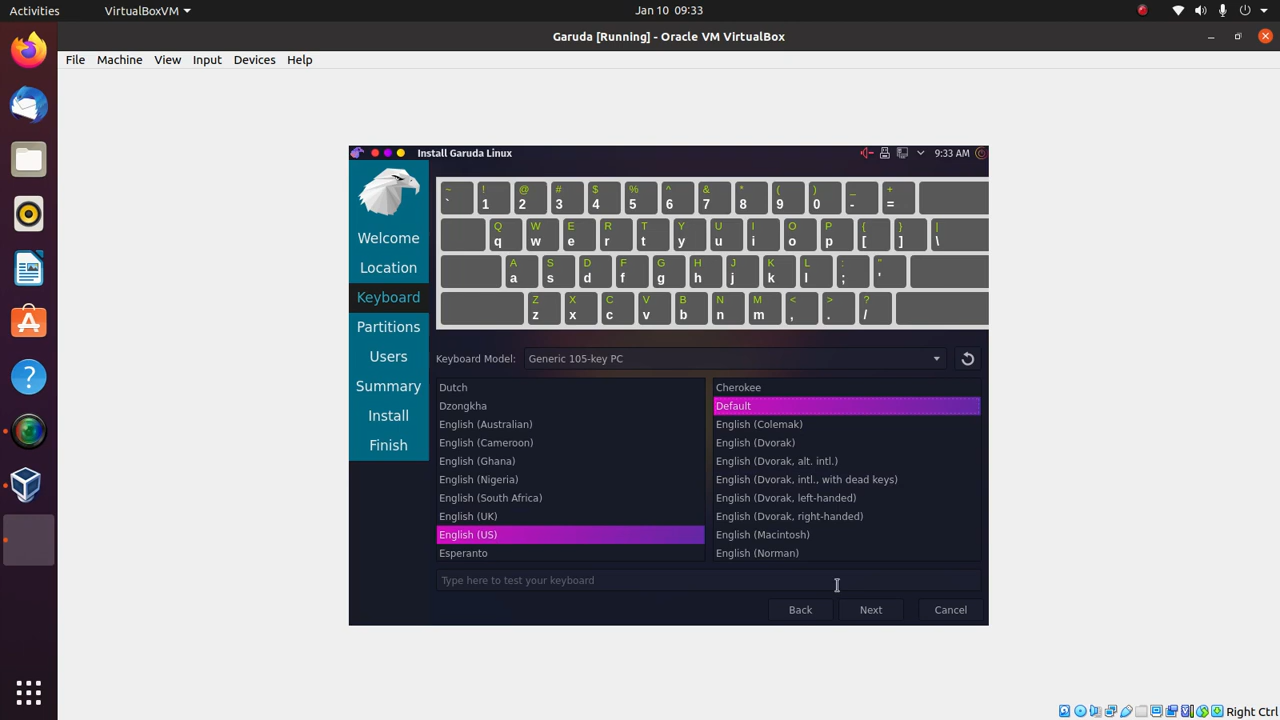 Activities VirtualBoxVM Jan 10 09:33
Garuda [Running] - Oracle VM VirtualBox
File Machine View Input Devices Help
Install Garuda Linux 9:33 AM
Welcome
Location
Keyboard
Partitions
Users
Summary
Install
Finish
~ ! @ # $ % ^ & * ( ) _ +
` 1 2 3 4 5 6 7 8 9 0 - =
Q W E R T Y U I O P { } |
q w e r t y u i o p [ ] \
A S D F G H J K L : "
a s d f g h j k l ; '
Z X C V B N M < > ?
z x c v b n m , . /
Keyboard Model: Generic 105-key PC
Dutch
Dzongkha
English (Australian)
English (Cameroon)
English (Ghana)
English (Nigeria)
English (South Africa)
English (UK)
English (US)
Esperanto
Cherokee
Default
English (Colemak)
English (Dvorak)
English (Dvorak, alt. intl.)
English (Dvorak, intl., with dead keys)
English (Dvorak, left-handed)
English (Dvorak, right-handed)
English (Macintosh)
English (Norman)
Type here to test your keyboard
Back Next Cancel
Right Ctrl